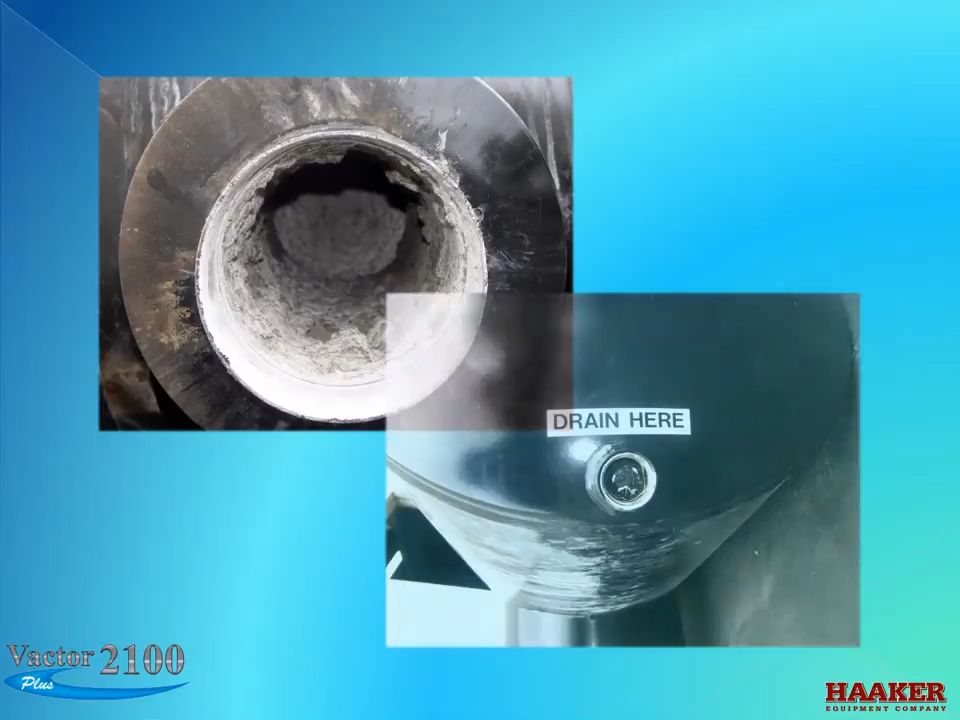 DRAIN HERE
Vactor 2100
Plus
HAAKER
EQUIPMENT COMPANY